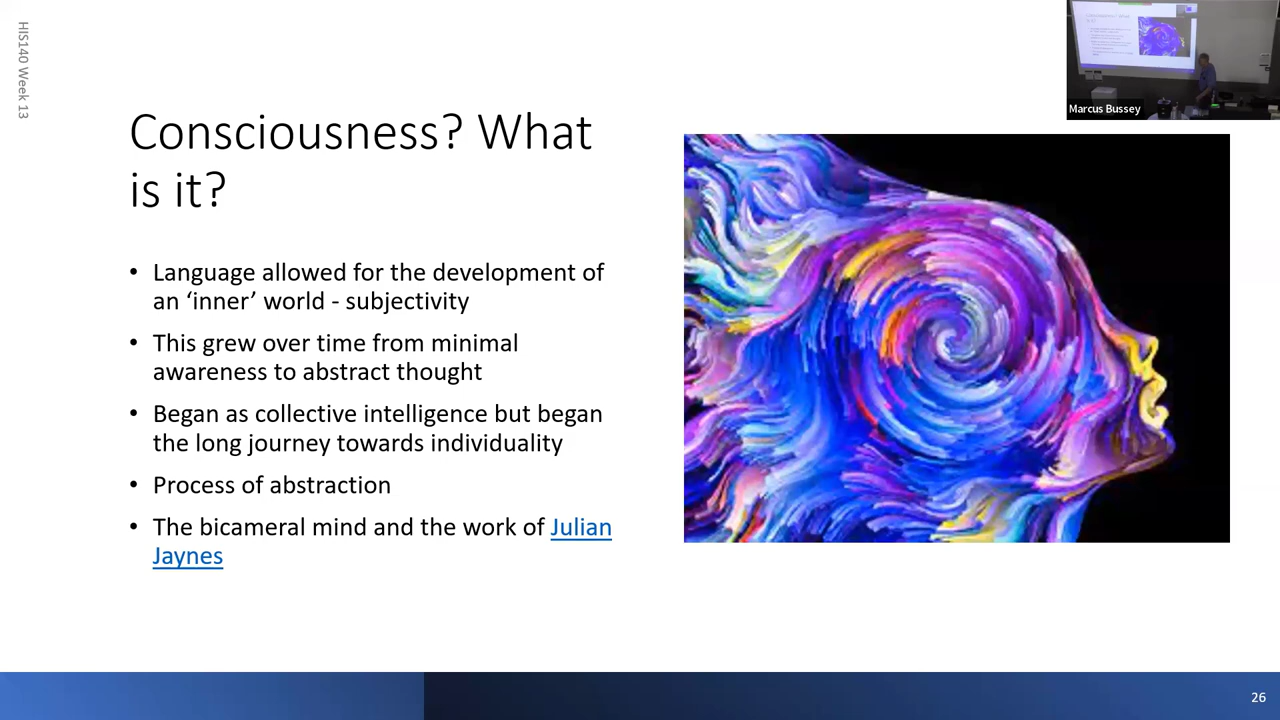 HIS140 Week 13
Marcus Bussey
Consciousness? What
is it?
• Language allowed for the development of
an ‘inner’ world - subjectivity
• This grew over time from minimal
awareness to abstract thought
• Began as collective intelligence but began
the long journey towards individuality
• Process of abstraction
• The bicameral mind and the work of Julian
Jaynes
26